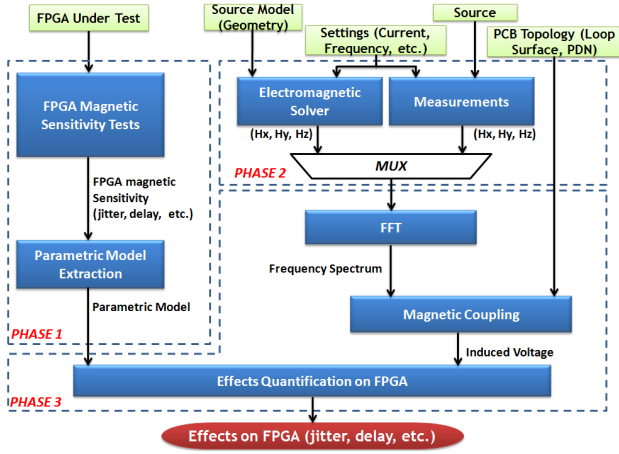 FPGA Under Test
Source Model
(Geometry)
Settings (Current,
Frequency, etc.)
Source
PCB Topology (Loop
Surface, PDN)
FPGA Magnetic
Sensitivity Tests
Electromagnetic
Solver
Measurements
(Hx, Hy, Hz)
(Hx, Hy, Hz)
MUX
PHASE 2
FPGA magnetic
Sensitivity
(jitter, delay, etc.)
FFT
Parametric Model
Extraction
Frequency Spectrum
Parametric Model
Magnetic Coupling
PHASE 1
Induced Voltage
Effects Quantification on FPGA
PHASE 3
Effects on FPGA (jitter, delay, etc.)